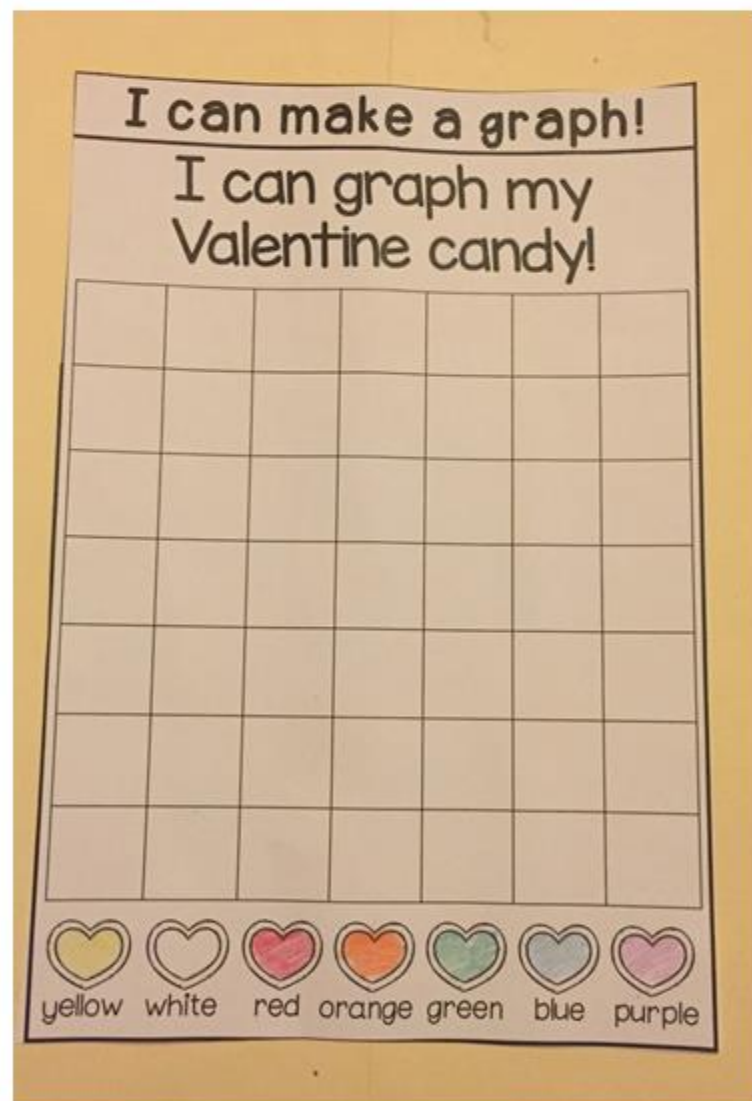 I can make a graph!
I can graph my
Valentine candy!
yellow white red orange green blue purple